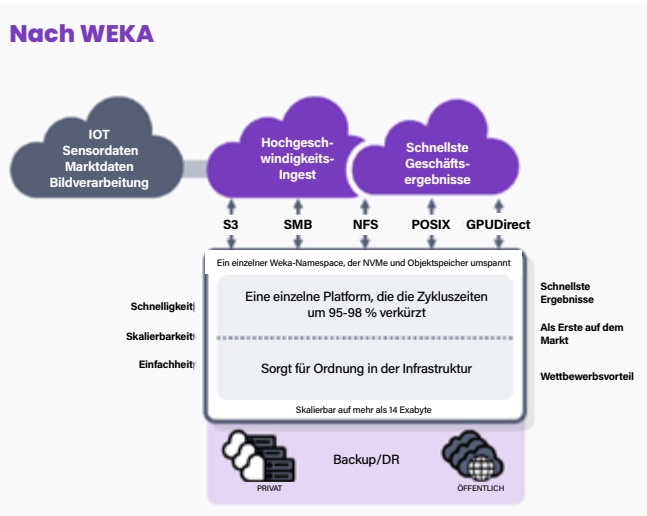 Nach WEKA
IOT
Sensordaten
Marktdaten
Bildverarbeitung
Hochgesch-
windigkeits-
Ingest
Schnellste
Geschäfts-
ergebnisse
S3 SMB NFS POSIX GPUDirect
Ein einzelner Weka-Namespace, der NVMe und Objektspeicher umspannt
Eine einzelne Platform, die die Zykluszeiten
um 95-98 % verkürzt
Sorgt für Ordnung in der Infrastruktur
Skalierbar auf mehr als 14 Exabyte
Schnelligkeit
Skalierbarkeit
Einfachheit
Schnellste
Ergebnisse
Als Erste auf dem
Markt
Wettbewerbsvorteil
Backup/DR
PRIVAT
ÖFFENTLICH